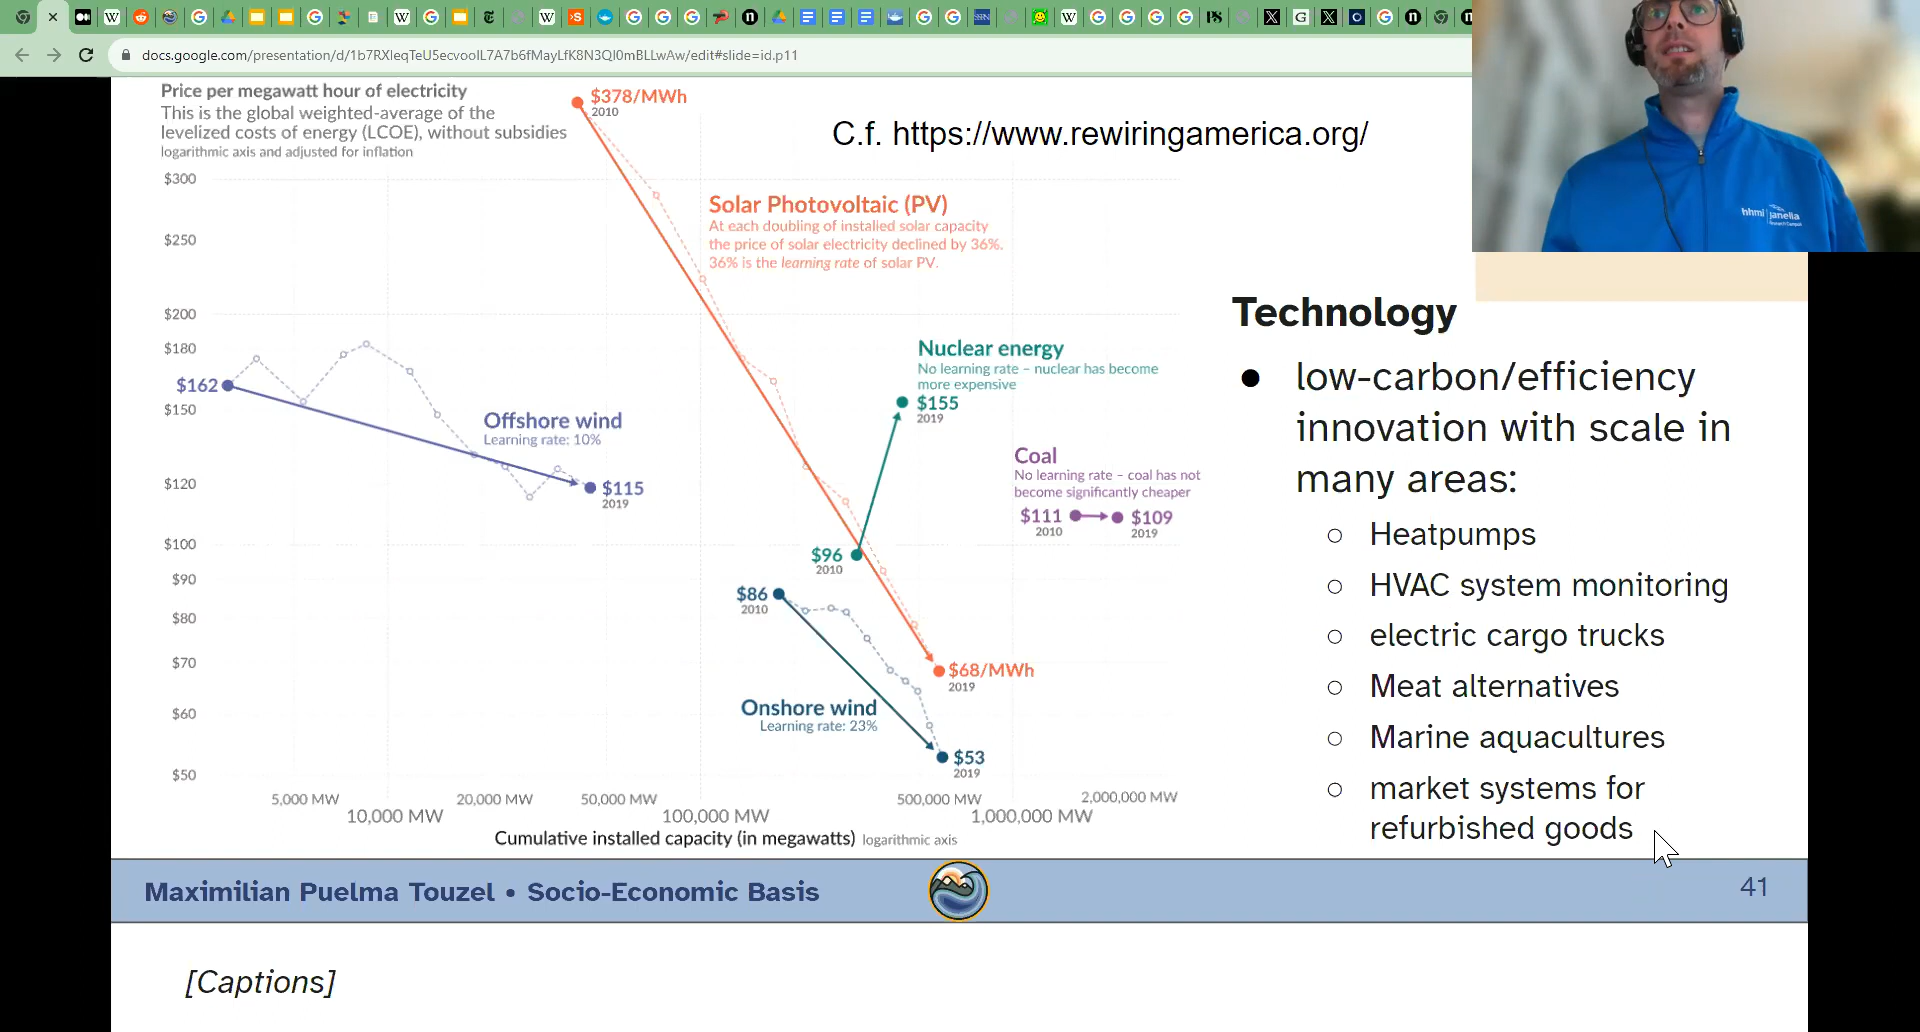 docs.google.com/presentation/d/1b7RXleqTeU5ecvooIL7A7b6fMayLfK8N3Ql0mBLLwAw/edit#slide=id.p11
Price per megawatt hour of electricity
This is the global weighted-average of the
levelized costs of energy (LCOE), without subsidies
logarithmic axis and adjusted for inflation
$378/MWh
2010
C.f. https://www.rewiringamerica.org/
hhmi | janelia
Research Campus
$300
$250
$200
$180
$150
$120
$100
$90
$80
$70
$60
$50
Solar Photovoltaic (PV)
At each doubling of installed solar capacity
the price of solar electricity declined by 36%.
36% is the learning rate of solar PV.
$162
Offshore wind
Learning rate: 10%
$115
2019
Nuclear energy
No learning rate – nuclear has become
more expensive
$155
2019
$96
2010
Coal
No learning rate – coal has not
become significantly cheaper
$111
2010
$109
2019
$86
2010
$68/MWh
2019
Onshore wind
Learning rate: 23%
$53
2019
5,000 MW
10,000 MW
20,000 MW
50,000 MW
100,000 MW
500,000 MW
1,000,000 MW
2,000,000 MW
Cumulative installed capacity (in megawatts) logarithmic axis
Technology
● low-carbon/efficiency
innovation with scale in
many areas:
○ Heatpumps
○ HVAC system monitoring
○ electric cargo trucks
○ Meat alternatives
○ Marine aquacultures
○ market systems for
refurbished goods
Maximilian Puelma Touzel • Socio-Economic Basis
41
[Captions]